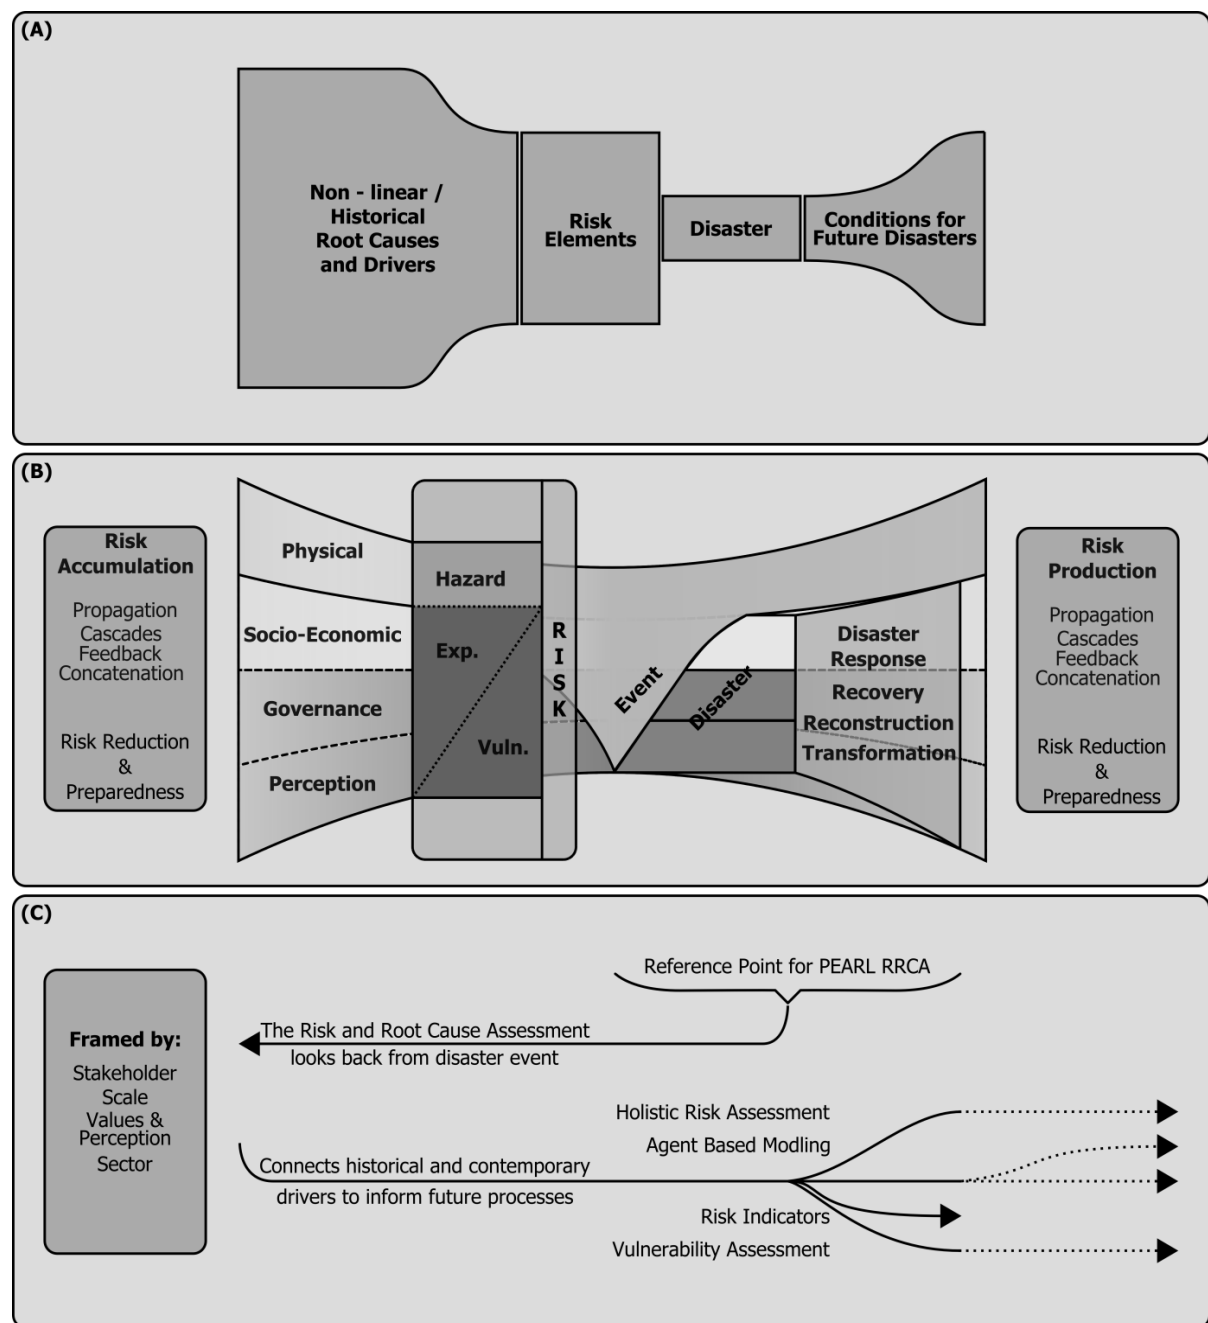 (A)
Non - linear /
Historical
Root Causes
and Drivers
Risk
Elements
Disaster
Conditions for
Future Disasters
(B)
Risk
Accumulation
Propagation
Cascades
Feedback
Concatenation
Risk Reduction
&
Preparedness
Physical
Socio-Economic
Governance
Perception
Hazard
Exp.
Vuln.
R
I
S
K
Event
Disaster
Disaster
Response
Recovery
Reconstruction
Transformation
Risk
Production
Propagation
Cascades
Feedback
Concatenation
Risk Reduction
&
Preparedness
(C)
Framed by:
Stakeholder
Scale
Values &
Perception
Sector
Reference Point for PEARL RRCA
The Risk and Root Cause Assessment
looks back from disaster event
Connects historical and contemporary
drivers to inform future processes
Holistic Risk Assessment
Agent Based Modling
Risk Indicators
Vulnerability Assessment